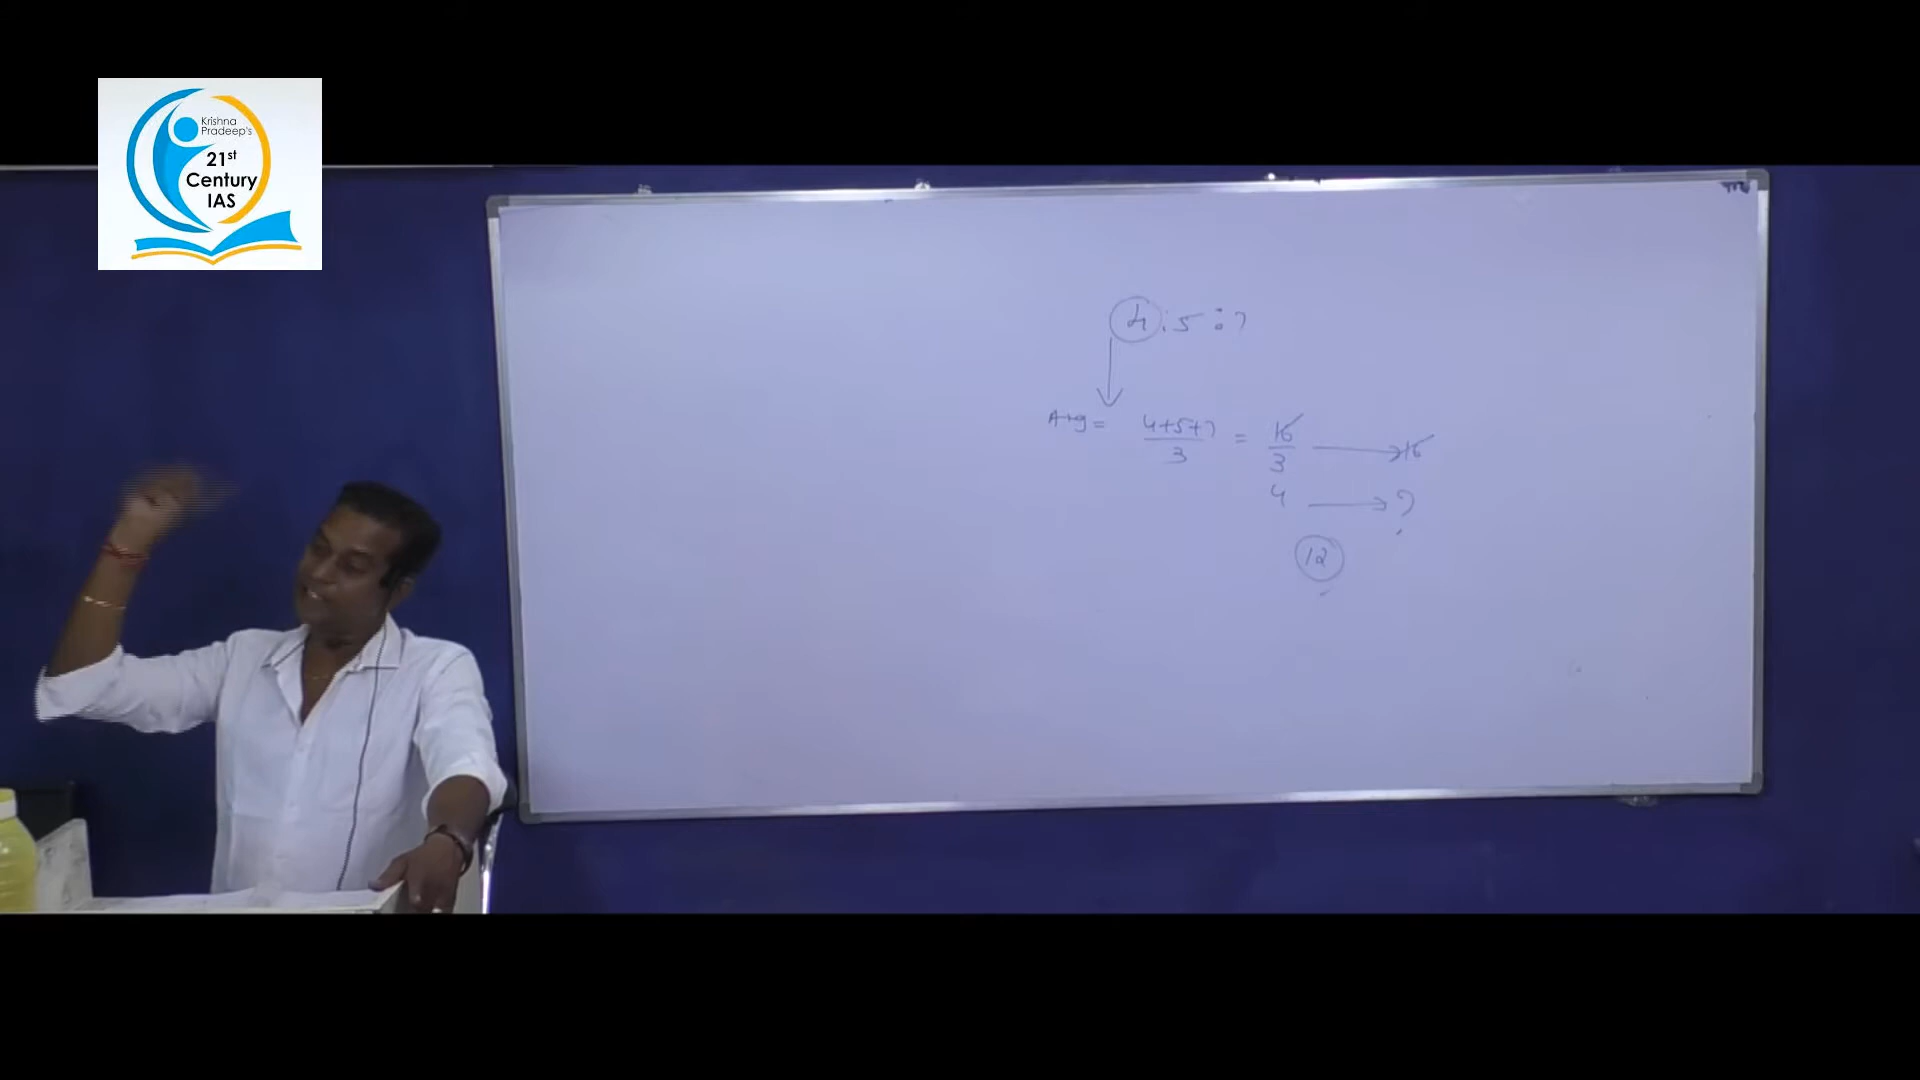 Krishna
Pradeep's
21st
Century
IAS
4 : 5 : 7
Avg = 4+5+7 / 3 = 16 / 3 → 16
4 → ?
12